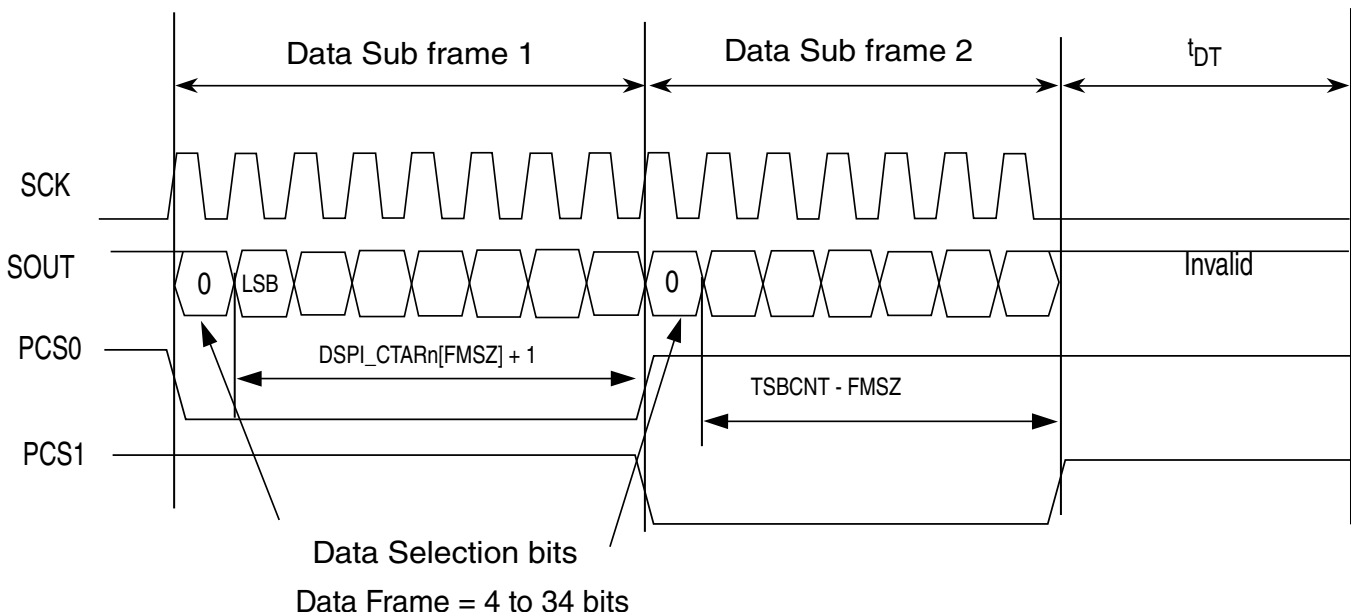 Data Sub frame 1
Data Sub frame 2
tDT
SCK
SOUT
0
LSB
0
Invalid
PCS0
DSPI_CTARn[FMSZ] + 1
TSBCNT - FMSZ
PCS1
Data Selection bits
Data Frame = 4 to 34 bits